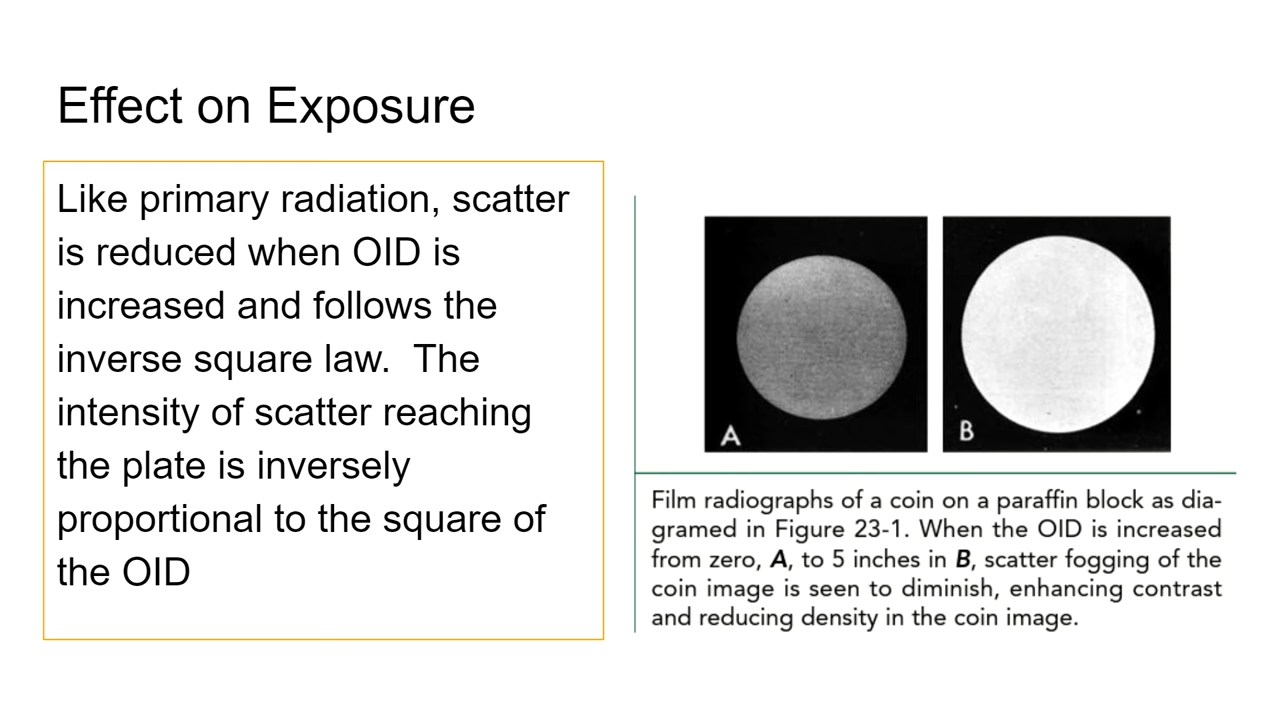 Effect on Exposure
Like primary radiation, scatter
is reduced when OID is
increased and follows the
inverse square law.  The
intensity of scatter reaching
the plate is inversely
proportional to the square of
the OID
A
B
Film radiographs of a coin on a paraffin block as dia-
gramed in Figure 23-1. When the OID is increased
from zero, A, to 5 inches in B, scatter fogging of the
coin image is seen to diminish, enhancing contrast
and reducing density in the coin image.